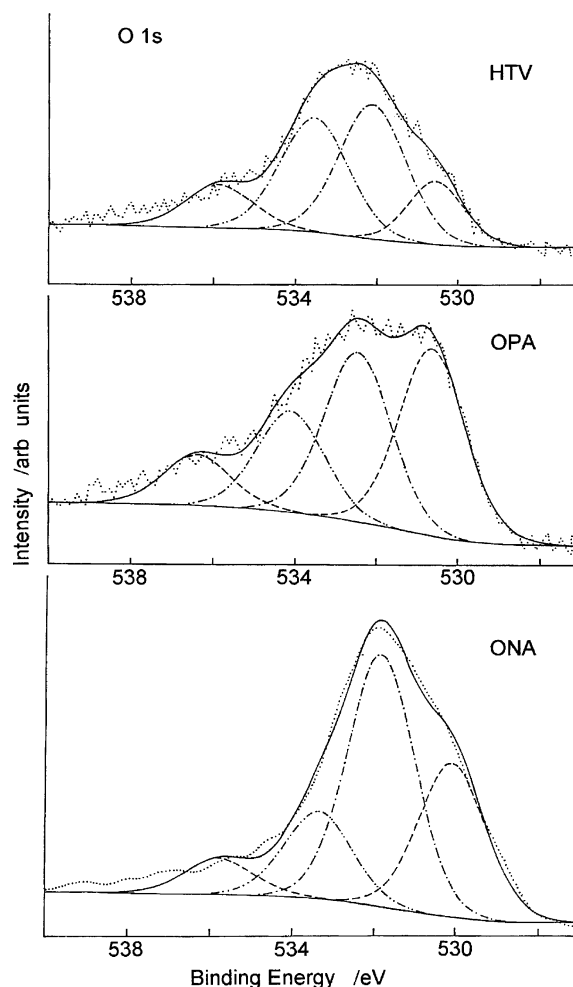 O 1s
HTV
538 534 530
OPA
538 534 530
ONA
538 534 530
Intensity /arb units
Binding Energy /eV